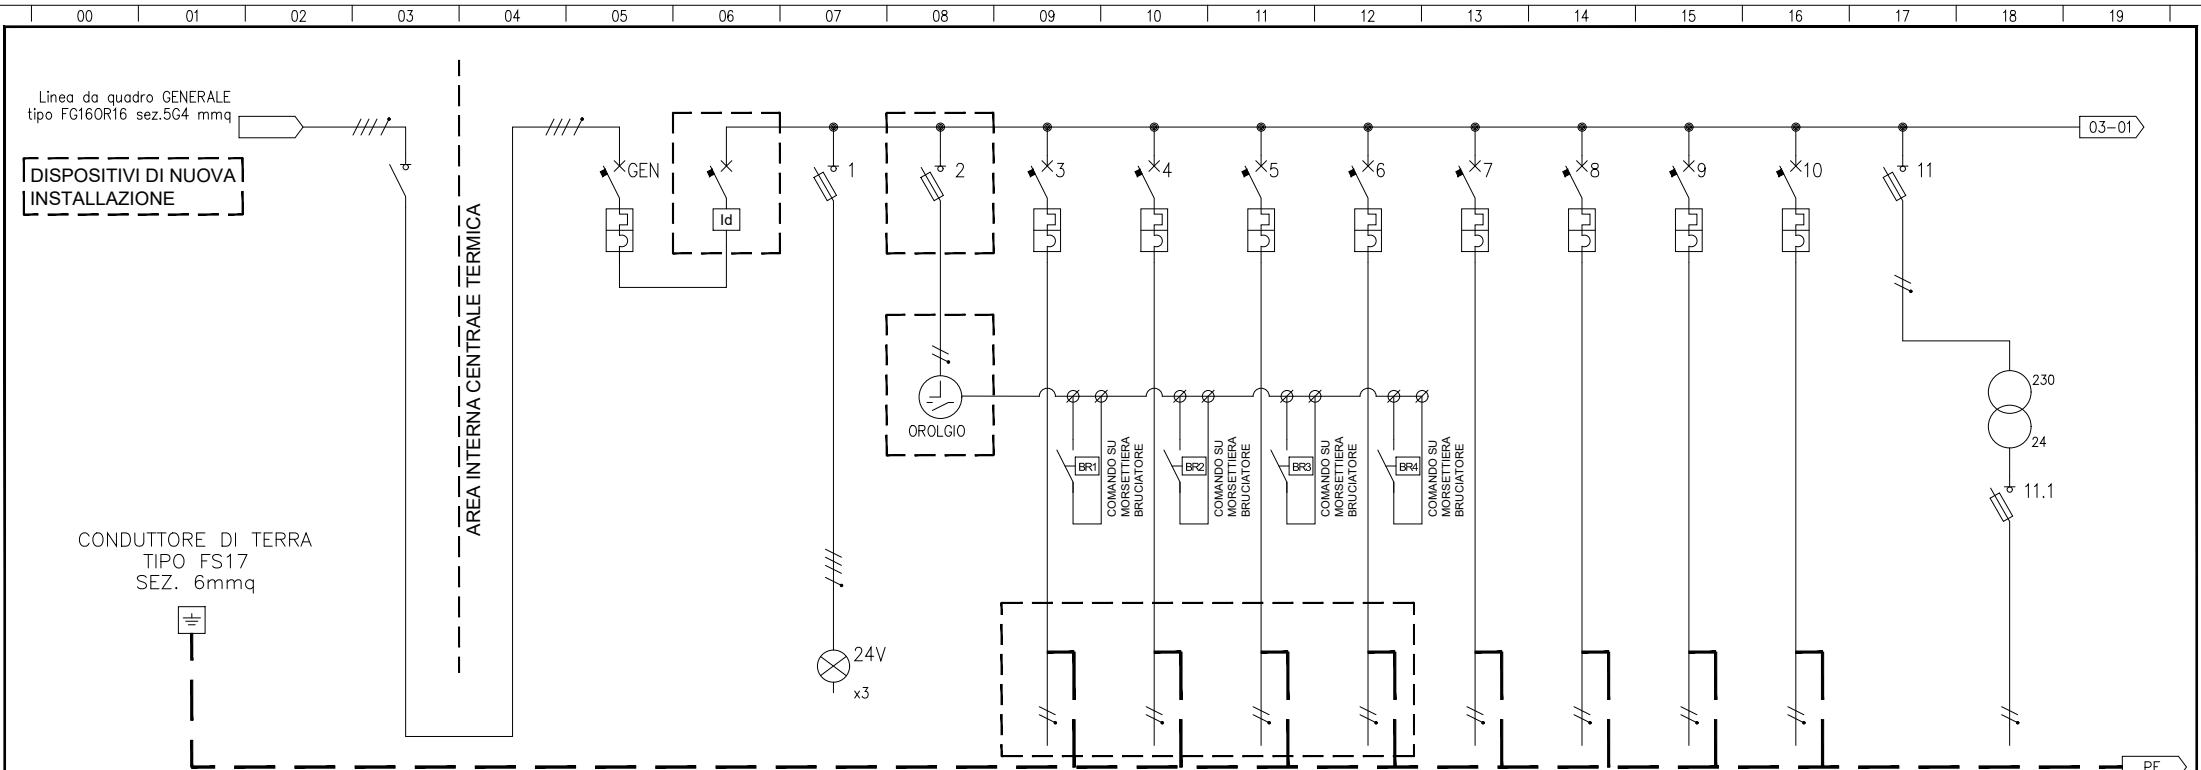 00 01 02 03 04 05 06 07 08 09 10 11 12 13 14 15 16 17 18 19
Linea da quadro GENERALE
tipo FG16OR16 sez.5G4 mmq
DISPOSITIVI DI NUOVA
INSTALLAZIONE
AREA INTERNA CENTRALE TERMICA
GEN
Id
1
2
3
4
5
6
7
8
9
10
11
03-01
OROLGIO
BR1
COMANDO SU
MORSETTIERA
BRUCIATORE
BR2
COMANDO SU
MORSETTIERA
BRUCIATORE
BR3
COMANDO SU
MORSETTIERA
BRUCIATORE
BR4
COMANDO SU
MORSETTIERA
BRUCIATORE
230
24
11.1
CONDUTTORE DI TERRA
TIPO FS17
SEZ. 6mmq
24V
x3
PE